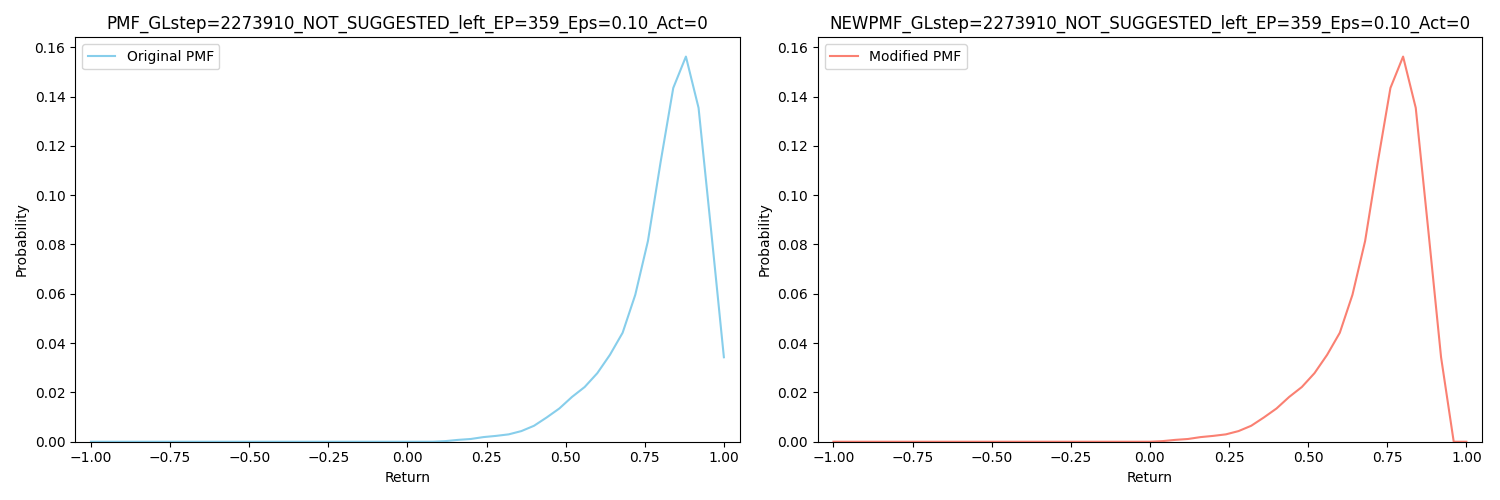 PMF_GLstep=2273910_NOT_SUGGESTED_left_EP=359_Eps=0.10_Act=0
Original PMF
0.16
0.14
0.12
0.10
0.08
0.06
0.04
0.02
0.00
Probability
−1.00 −0.75 −0.50 −0.25 0.00 0.25 0.50 0.75 1.00
Return
NEWPMF_GLstep=2273910_NOT_SUGGESTED_left_EP=359_Eps=0.10_Act=0
Modified PMF
0.16
0.14
0.12
0.10
0.08
0.06
0.04
0.02
0.00
Probability
−1.00 −0.75 −0.50 −0.25 0.00 0.25 0.50 0.75 1.00
Return